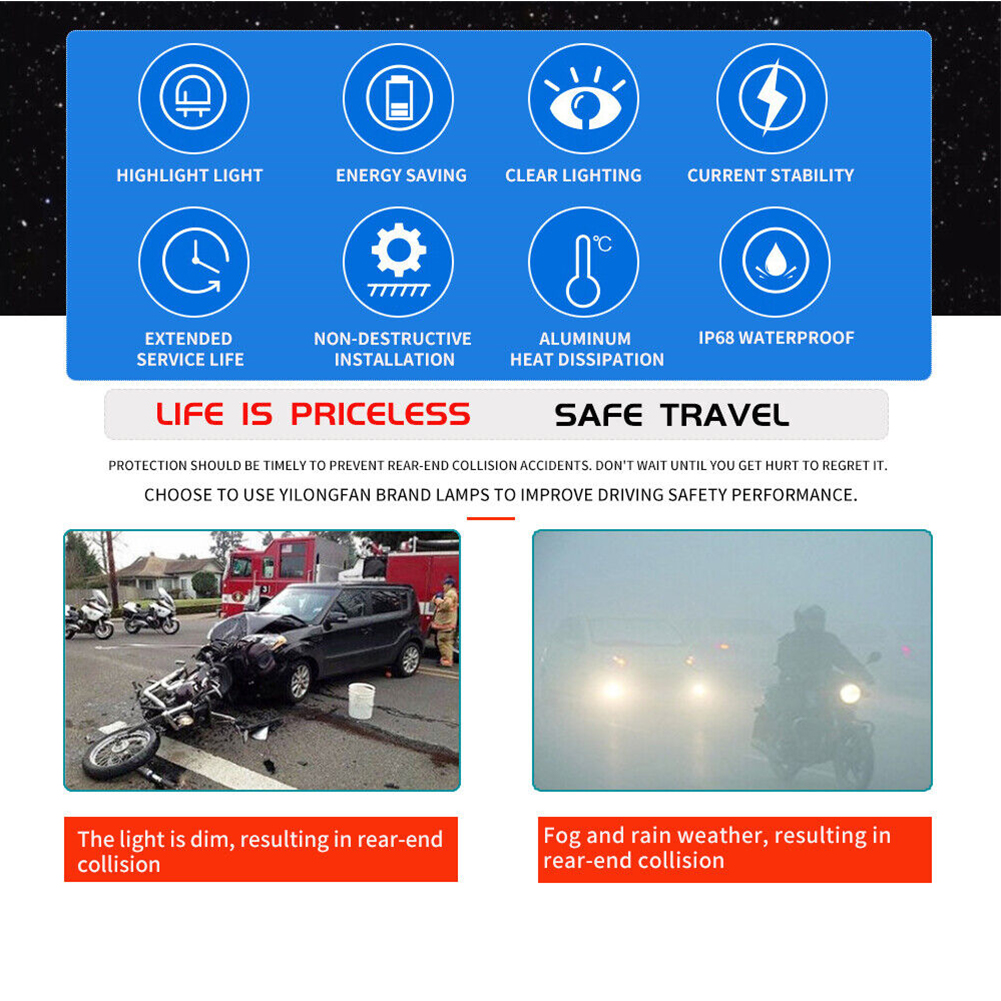 HIGHLIGHT LIGHT
ENERGY SAVING
CLEAR LIGHTING
CURRENT STABILITY
°C
EXTENDED
SERVICE LIFE
NON-DESTRUCTIVE
INSTALLATION
ALUMINUM
HEAT DISSIPATION
IP68 WATERPROOF
LIFE IS PRICELESS
SAFE TRAVEL
PROTECTION SHOULD BE TIMELY TO PREVENT REAR-END COLLISION ACCIDENTS. DON'T WAIT UNTIL YOU GET HURT TO REGRET IT.
CHOOSE TO USE YILONGFAN BRAND LAMPS TO IMPROVE DRIVING SAFETY PERFORMANCE.
3
The light is dim, resulting in rear-end
collision
Fog and rain weather, resulting in
rear-end collision